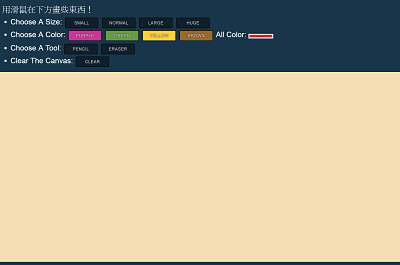 用滑鼠在下方畫些東西！
Choose A Size: SMALL NORMAL LARGE HUGE
Choose A Color: PURPLE GREEN YELLOW BROWN All Color:
Choose A Tool: PENCIL ERASER
Clear The Canvas: CLEAR